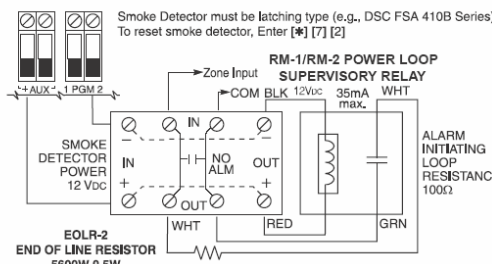 Smoke Detector must be latching type (e.g., DSC FSA 410B Series)
To reset smoke detector, Enter [✱] [7] [2]
RM-1/RM-2 POWER LOOP
SUPERVISORY RELAY
+ AUX - 1 PGM 2
Zone Input
COM BLK 12VDC 35mA
max. WHT
SMOKE
DETECTOR
POWER
12 VDC
IN
IN
NO
ALM
OUT
OUT
- -
+ +
ALARM
INITIATING
LOOP
RESISTANC
100Ω
WHT
RED
GRN
EOLR-2
END OF LINE RESISTOR
5600W 0.5W